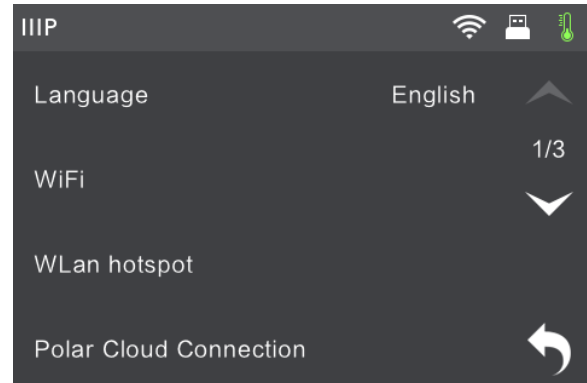 IIIP
Language English
1/3
WiFi
WLan hotspot
Polar Cloud Connection